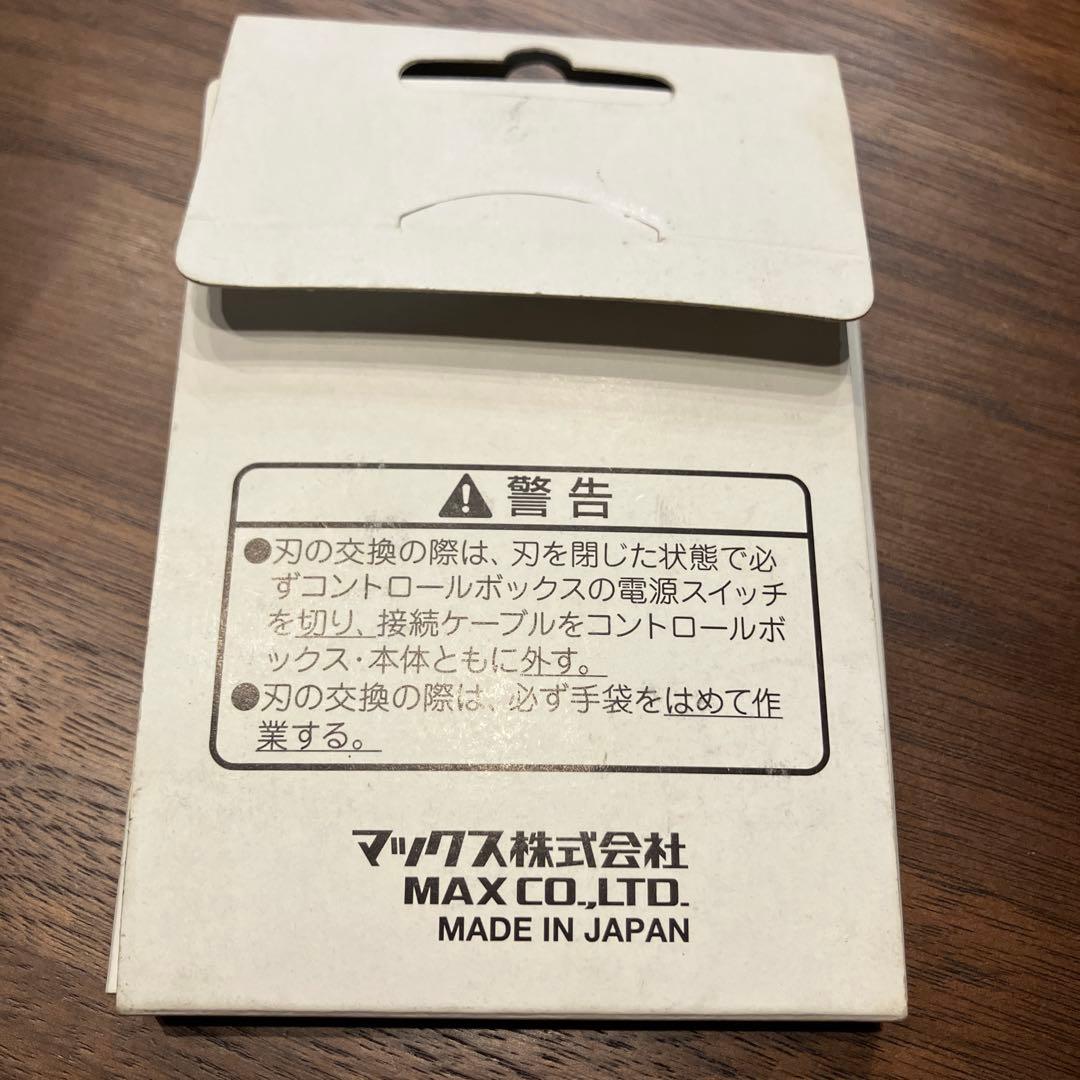 警告
●刃の交換の際は、刃を閉じた状態で必
ずコントロールボックスの電源スイッチ
を切り、接続ケーブルをコントロールボ
ックス・本体ともに外す。
●刃の交換の際は、必ず手袋をはめて作
業する。
マックス株式会社
MAX CO.,LTD.
MADE IN JAPAN